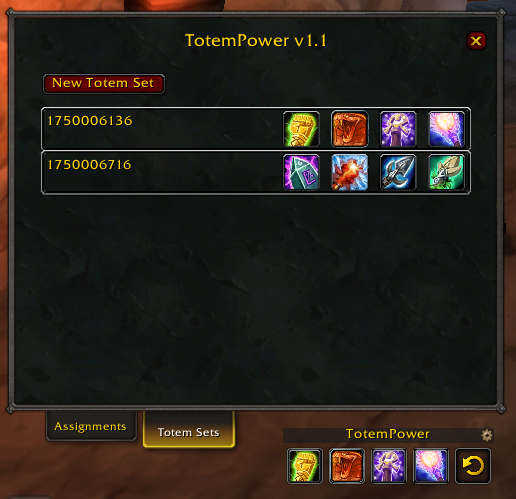 TotemPower v1.1
New Totem Set
1750006136
1750006716
Assignments
Totem Sets
TotemPower